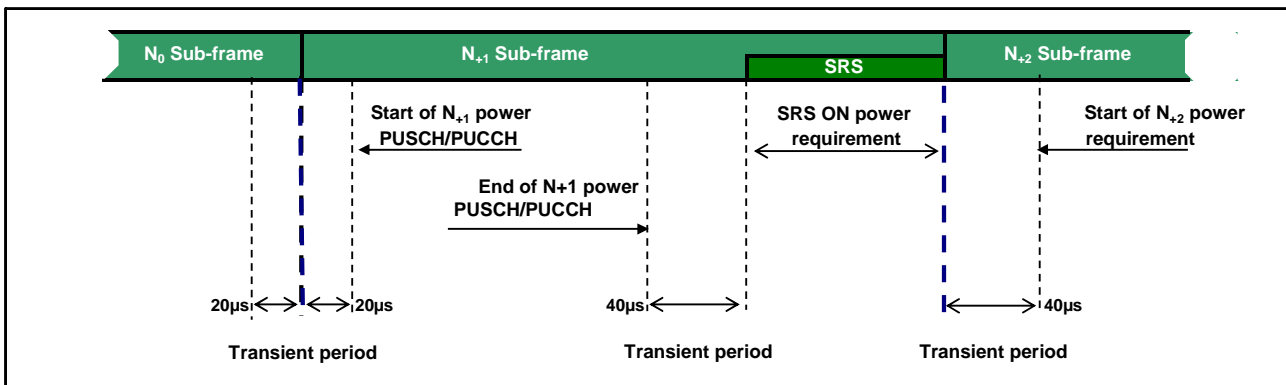 N₀ Sub-frame
N₊₁ Sub-frame
SRS
N₊₂ Sub-frame
Start of N₊₁ power
PUSCH/PUCCH
SRS ON power
requirement
Start of N₊₂ power
requirement
End of N+1 power
PUSCH/PUCCH
20µs
20µs
40µs
40µs
Transient period
Transient period
Transient period